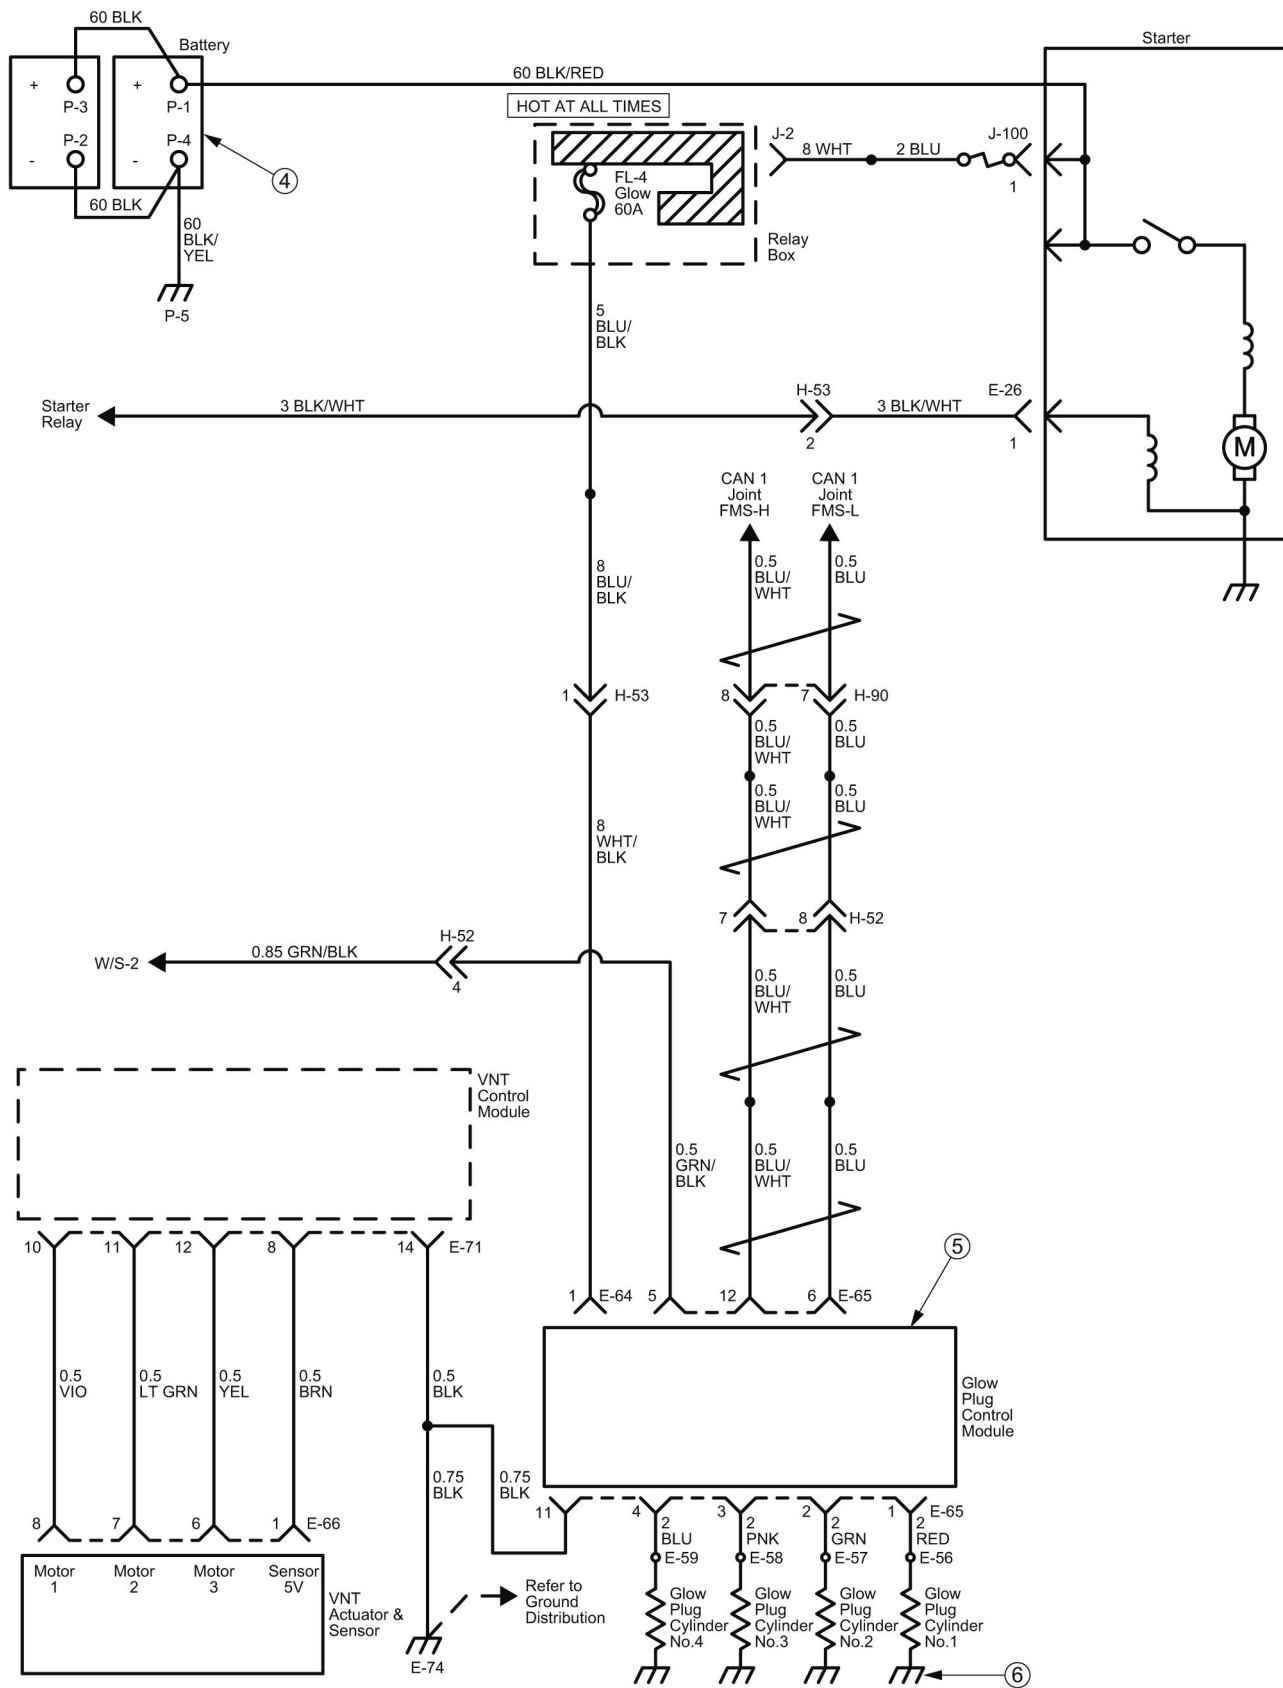 60 BLK
Battery
Starter
60 BLK/RED
HOT AT ALL TIMES
+
P-3
+
P-1
P-2
-
P-4
-
4
60 BLK
60
BLK/
YEL
P-5
FL-4
Glow
60A
J-2
8 WHT
2 BLU
J-100
1
Relay
Box
5
BLU/
BLK
Starter
Relay
3 BLK/WHT
H-53
2
3 BLK/WHT
E-26
1
M
CAN 1
Joint
FMS-H
CAN 1
Joint
FMS-L
8
BLU/
BLK
0.5
BLU/
WHT
0.5
BLU
1
H-53
8
7
H-90
0.5
BLU/
WHT
0.5
BLU
0.5
BLU/
WHT
0.5
BLU
8
WHT/
BLK
7
8
H-52
W/S-2
0.85 GRN/BLK
H-52
4
0.5
BLU/
WHT
0.5
BLU
VNT
Control
Module
0.5
GRN/
BLK
0.5
BLU/
WHT
0.5
BLU
10
11
12
8
14
E-71
5
1
E-64
5
12
6
E-65
0.5
VIO
0.5
LT GRN
0.5
YEL
0.5
BRN
0.5
BLK
Glow
Plug
Control
Module
0.75
BLK
0.75
BLK
11
4
3
2
1
E-65
2
BLU
2
PNK
2
GRN
2
RED
E-59
E-58
E-57
E-56
8
7
6
1
E-66
Motor
1
Motor
2
Motor
3
Sensor
5V
VNT
Actuator &
Sensor
Refer to
Ground
Distribution
E-74
Glow
Plug
Cylinder
No.4
Glow
Plug
Cylinder
No.3
Glow
Plug
Cylinder
No.2
Glow
Plug
Cylinder
No.1
6